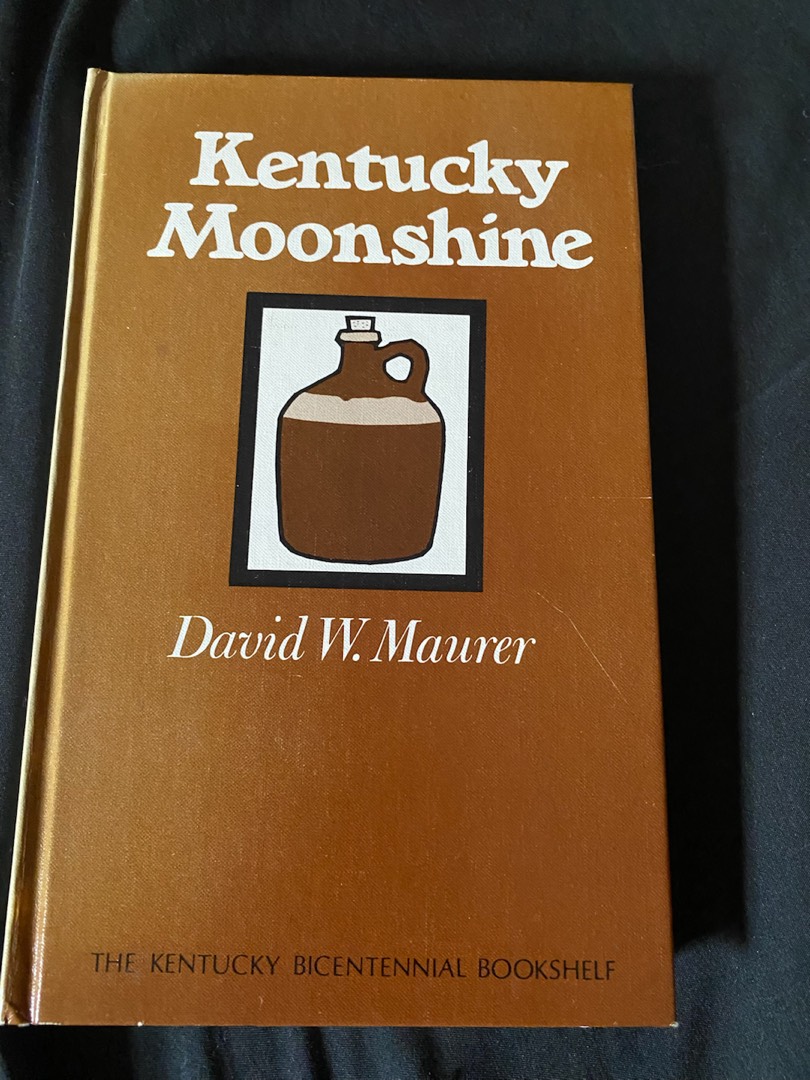 Kentucky
Moonshine
David W. Maurer
THE KENTUCKY BICENTENNIAL BOOKSHELF